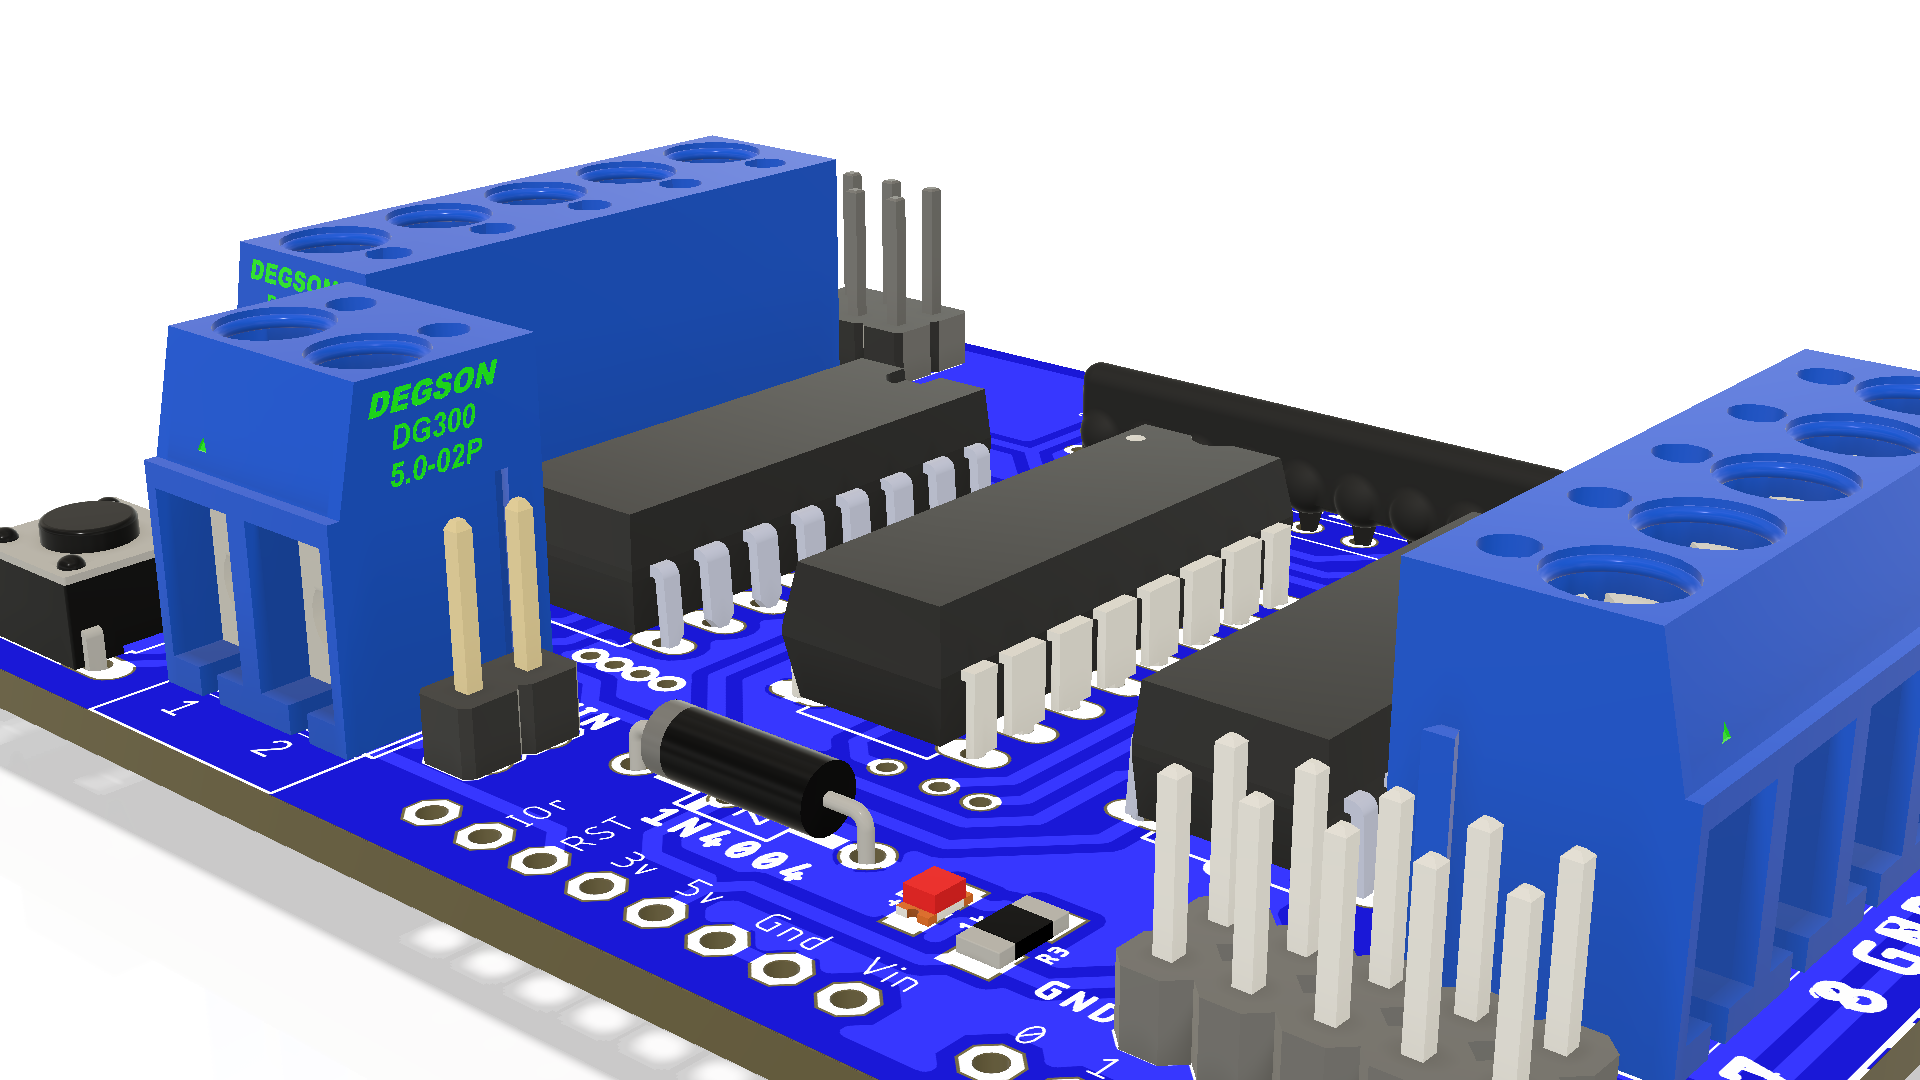 DEGSON
DEGSON
DG300
5.0-02P
1
2
IN
1N4004
IOr
RST
3v
5v
Gnd
Vin
R3
GND
0
1
8